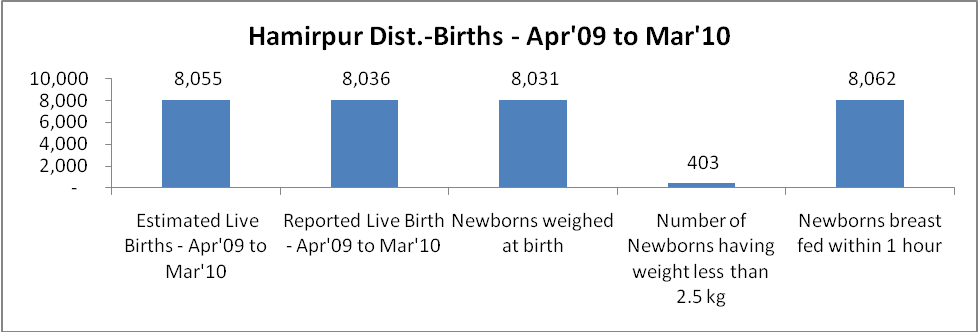 Hamirpur Dist.-Births - Apr'09 to Mar'10
10,000
8,000
6,000
4,000
2,000
-
8,055
8,036
8,031
403
8,062
Estimated Live
Births - Apr'09 to
Mar'10
Reported Live Birth
- Apr'09 to Mar'10
Newborns weighed
at birth
Number of
Newborns having
weight less than
2.5 kg
Newborns breast
fed within 1 hour